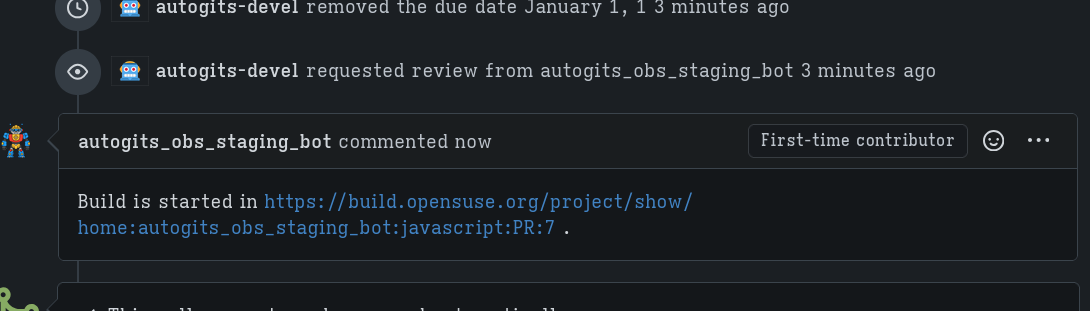 autogits-devel removed the due date January 1, 1 3 minutes ago
autogits-devel requested review from autogits_obs_staging_bot 3 minutes ago
autogits_obs_staging_bot commented now
First-time contributor
Build is started in https://build.opensuse.org/project/show/
home:autogits_obs_staging_bot:javascript:PR:7 .